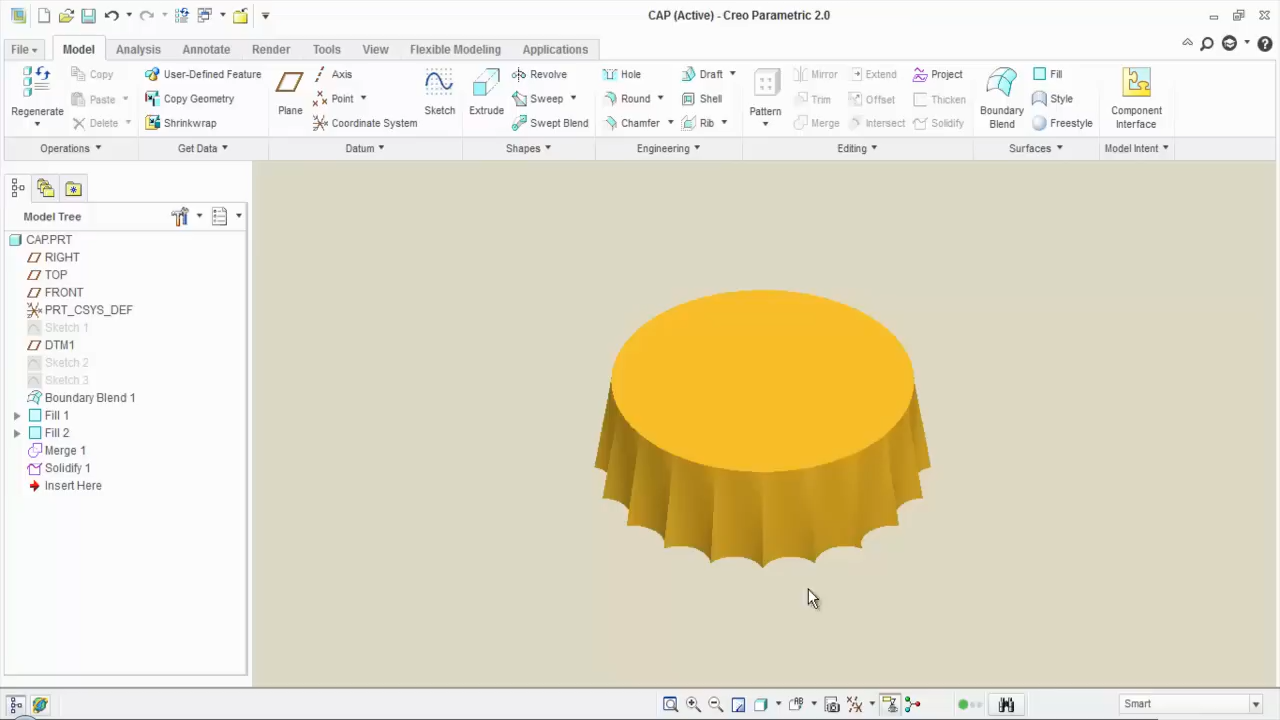 CAP (Active) - Creo Parametric 2.0
File Model Analysis Annotate Render Tools View Flexible Modeling Applications
Regenerate
Copy
Paste
Delete
Operations
User-Defined Feature
Copy Geometry
Shrinkwrap
Get Data
Plane
Axis
Point
Coordinate System
Datum
Sketch
Extrude
Revolve
Sweep
Swept Blend
Shapes
Hole
Round
Chamfer
Draft
Shell
Rib
Engineering
Pattern
Mirror
Trim
Merge
Extend
Offset
Intersect
Project
Thicken
Solidify
Editing
Boundary
Blend
Fill
Style
Freestyle
Surfaces
Component
Interface
Model Intent
Model Tree
CAP.PRT
RIGHT
TOP
FRONT
PRT_CSYS_DEF
Sketch 1
DTM1
Sketch 2
Sketch 3
Boundary Blend 1
Fill 1
Fill 2
Merge 1
Solidify 1
Insert Here
Smart